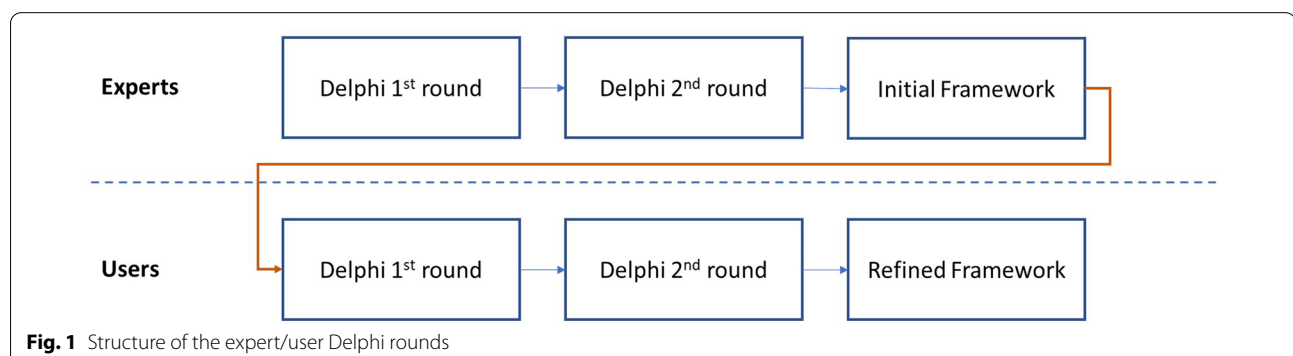 Experts
Delphi 1st round
Delphi 2nd round
Initial Framework
Users
Delphi 1st round
Delphi 2nd round
Refined Framework
Fig. 1 Structure of the expert/user Delphi rounds